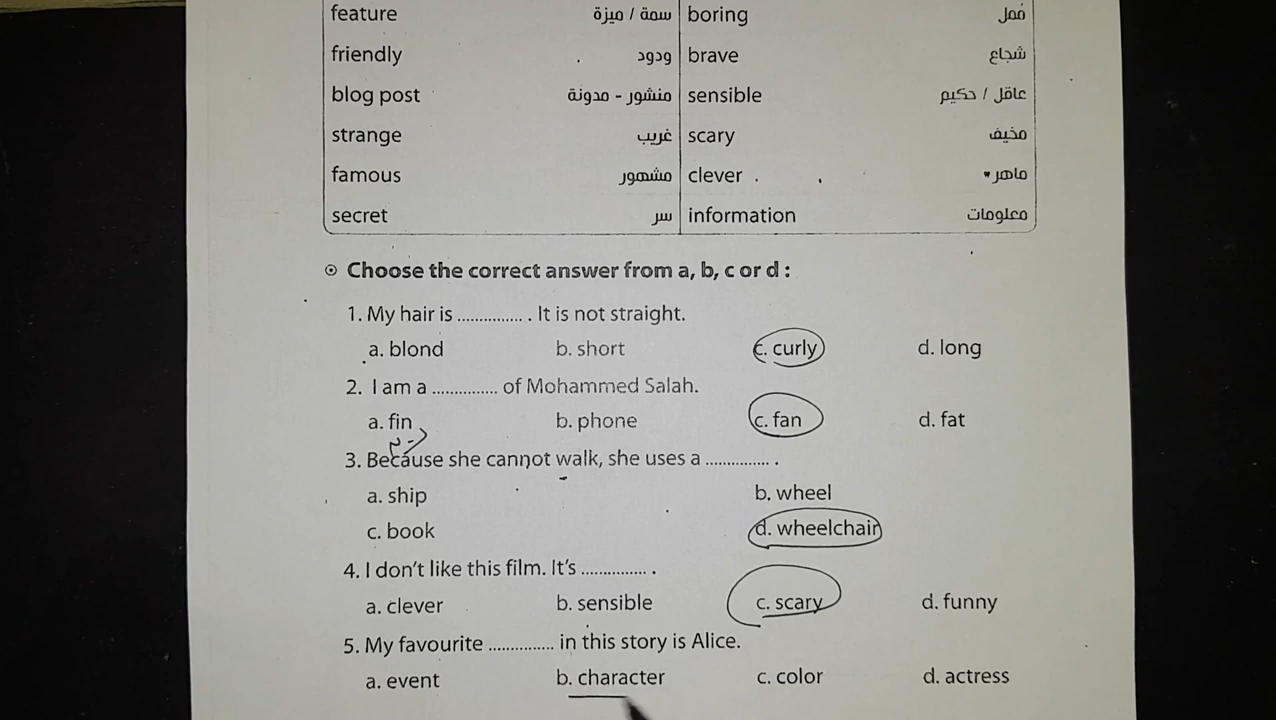 feature سمة / ميزة boring مُمل
friendly ودود brave شجاع
blog post منشور - مدونة sensible عاقل / حكيم
strange غريب scary مخيف
famous مشهور clever ماهر
secret سر information معلومات
Choose the correct answer from a, b, c or d :
1. My hair is ............... . It is not straight.
a. blond b. short c. curly d. long
2. I am a ............... of Mohammed Salah.
a. fin b. phone c. fan d. fat
3. Because she cannot walk, she uses a ............... .
a. ship b. wheel
c. book d. wheelchair
4. I don't like this film. It's ............... .
a. clever b. sensible c. scary d. funny
5. My favourite ............... in this story is Alice.
a. event b. character c. color d. actress